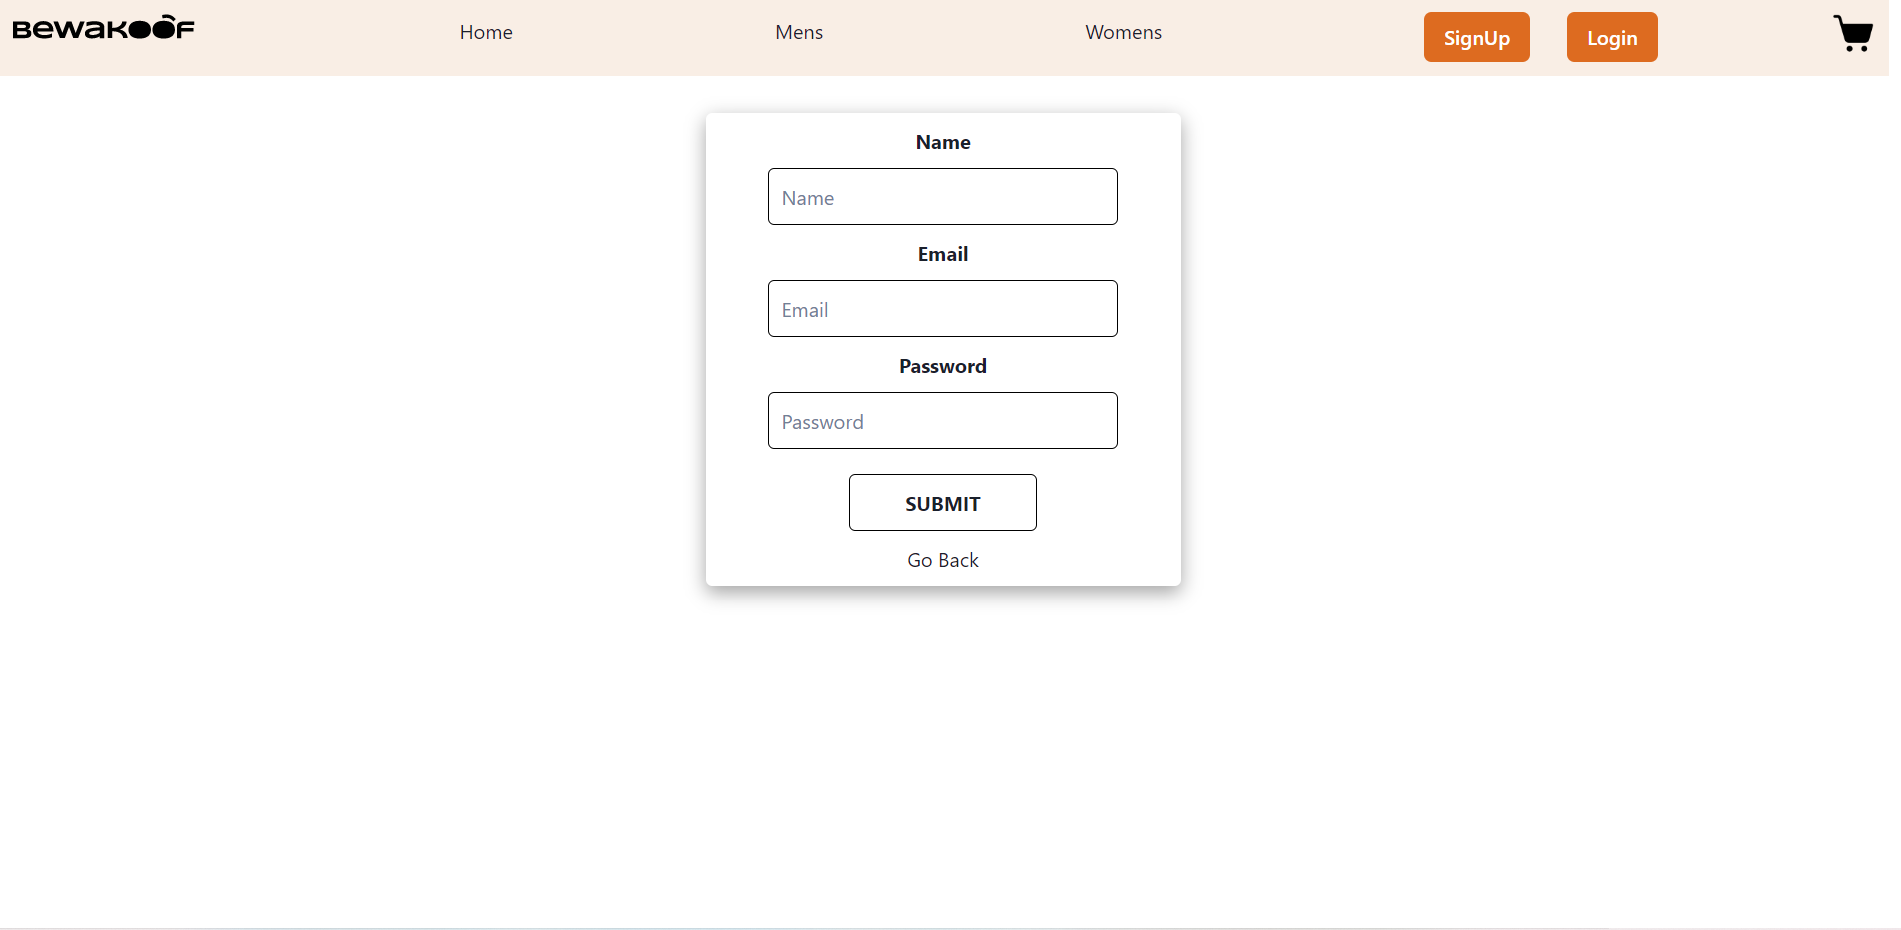 BEWAKOOF
Home
Mens
Womens
SignUp
Login
Name
Name
Email
Email
Password
Password
SUBMIT
Go Back